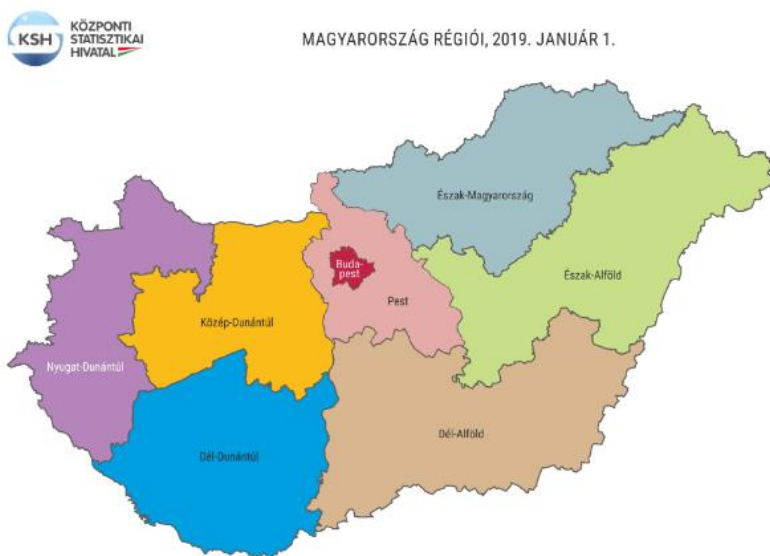 KSH
KÖZPONTI
STATISZTIKAI
HIVATAL
MAGYARORSZÁG RÉGIÓI, 2019. JANUÁR 1.
Észak-Magyarország
Buda-
pest
Észak-Alföld
Pest
Közép-Dunántúl
Nyugat-Dunántúl
Dél-Alföld
Dél-Dunántúl